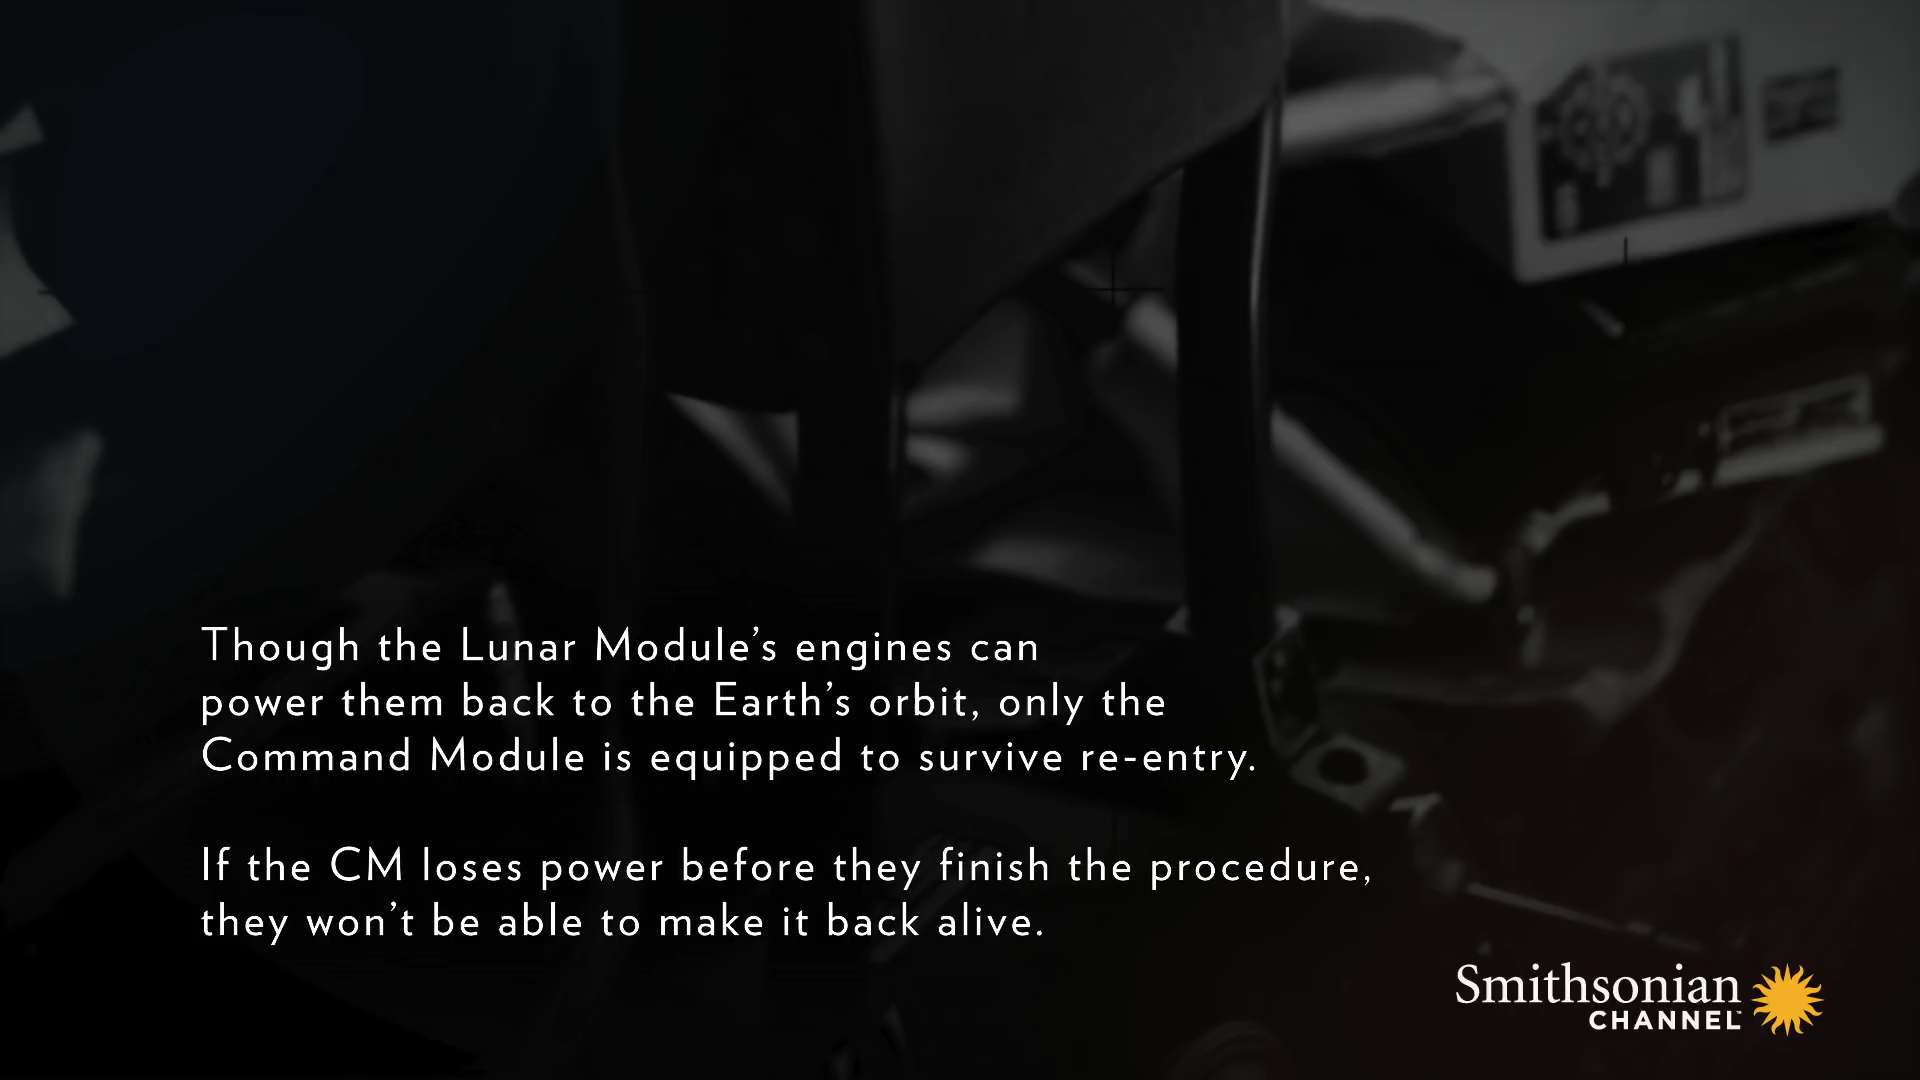 Though the Lunar Module’s engines can
power them back to the Earth’s orbit, only the
Command Module is equipped to survive re-entry.
If the CM loses power before they finish the procedure,
they won’t be able to make it back alive.
Smithsonian
CHANNEL™